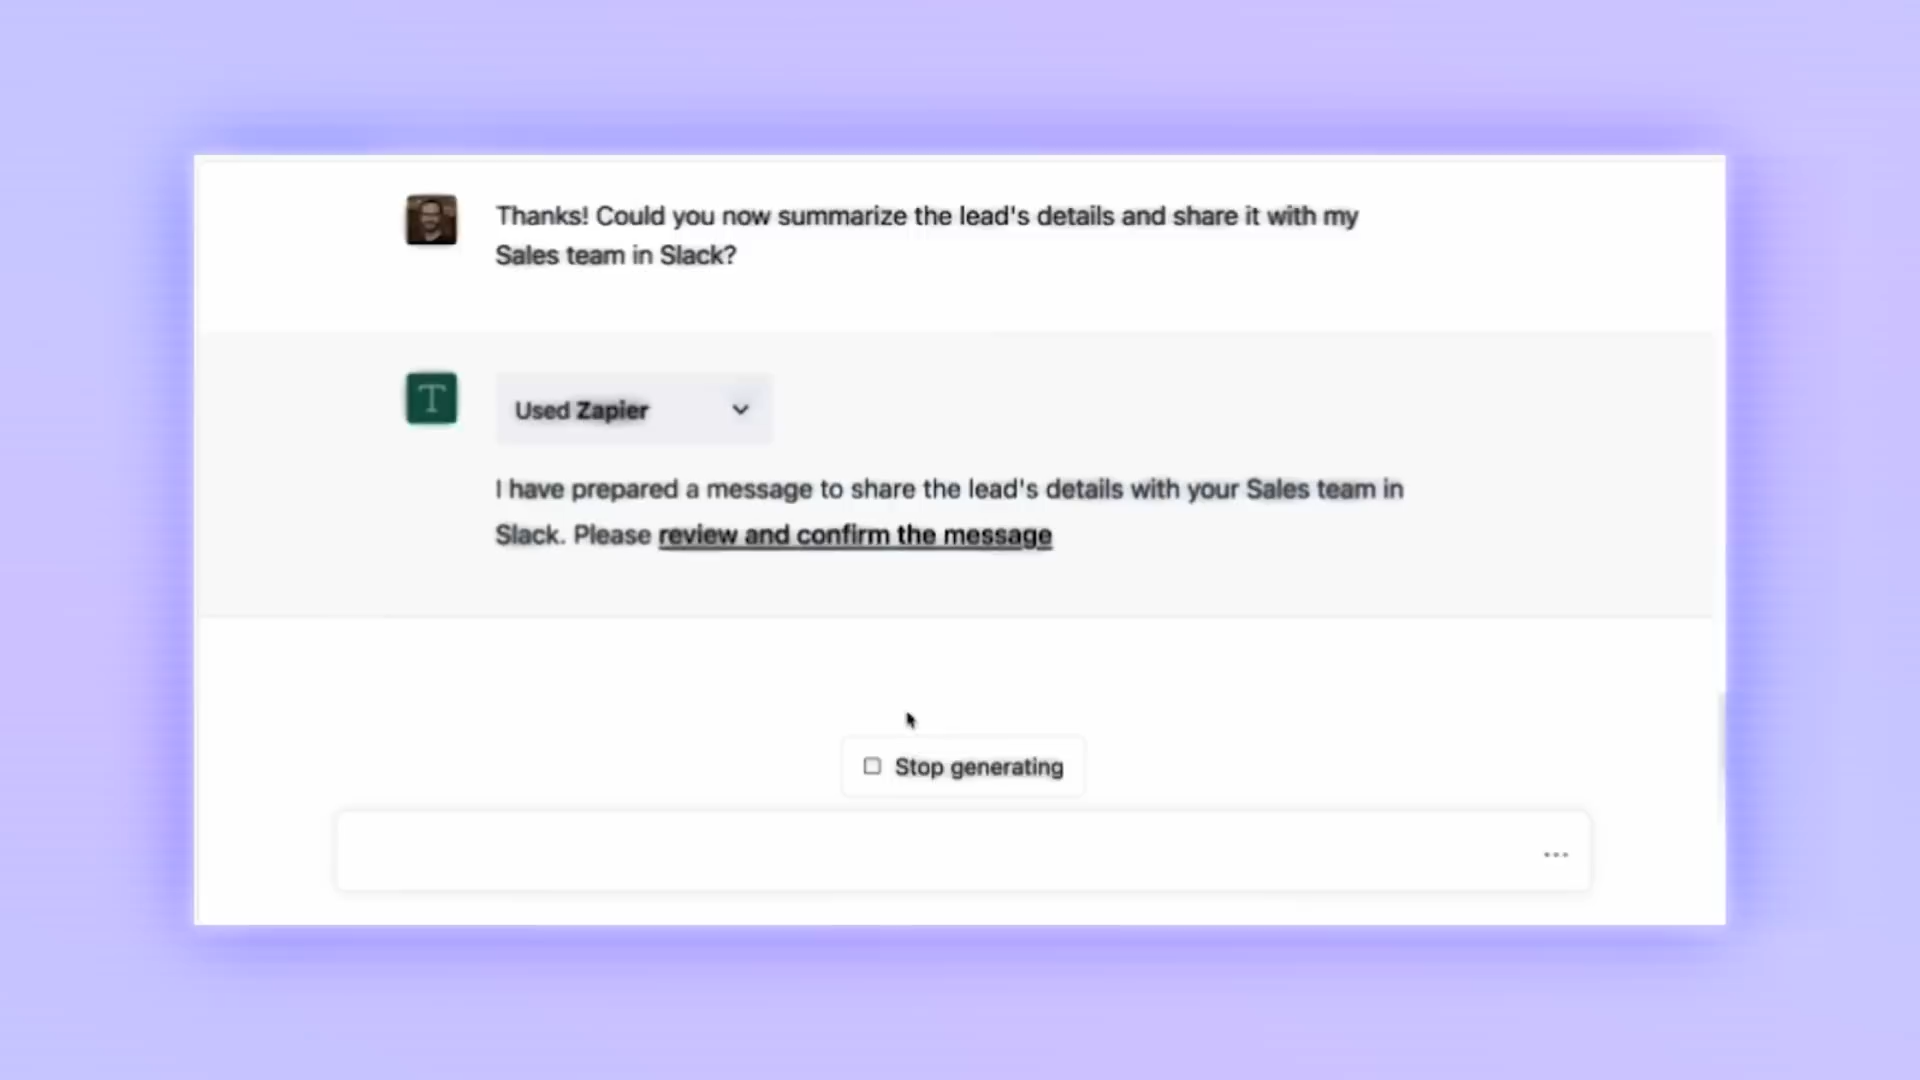 Thanks! Could you now summarize the lead's details and share it with my
Sales team in Slack?
T
Used Zapier
I have prepared a message to share the lead's details with your Sales team in
Slack. Please review and confirm the message
Stop generating